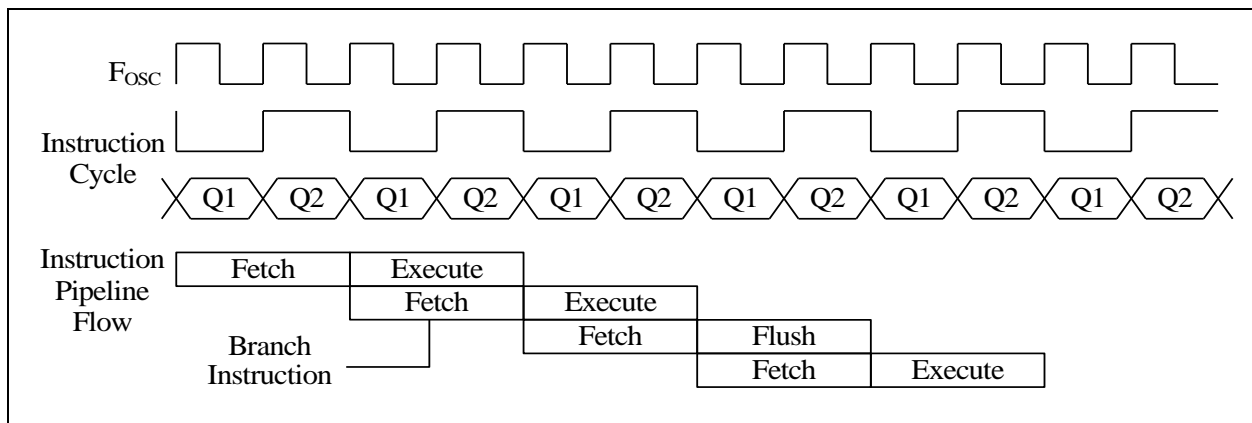 FOSC
Instruction
Cycle
Q1 Q2 Q1 Q2 Q1 Q2 Q1 Q2 Q1 Q2 Q1 Q2
Instruction
Pipeline
Flow
Fetch Execute
Fetch Execute
Branch
Instruction
Fetch Flush
Fetch Execute